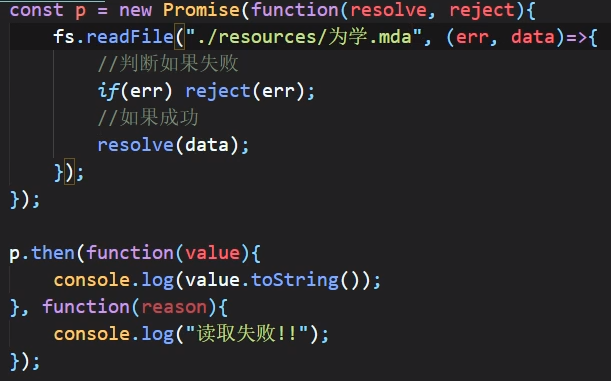 const p = new Promise(function(resolve, reject){
    fs.readFile("./resources/为学.mda", (err, data)=>{
        //判断如果失败
        if(err) reject(err);
        //如果成功
        resolve(data);
    });
});

p.then(function(value){
    console.log(value.toString());
}, function(reason){
    console.log("读取失败!!");
});